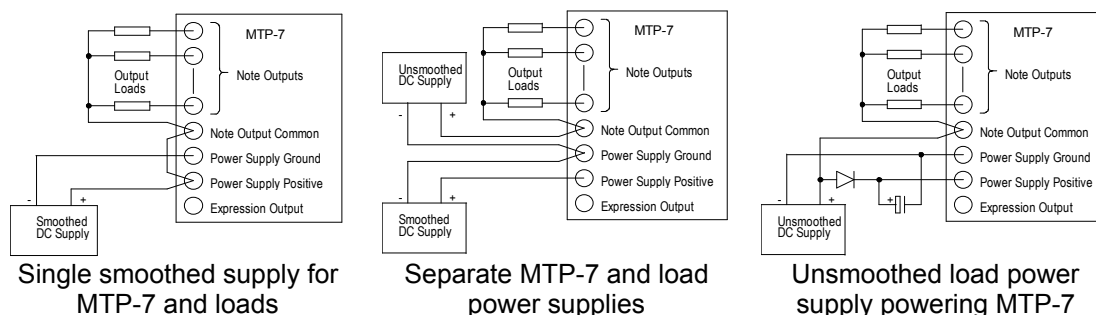 MTP-7
Output
Loads
Note Outputs
Note Output Common
Power Supply Ground
Power Supply Positive
Expression Output
-
+
Smoothed
DC Supply
Single smoothed supply for
MTP-7 and loads
MTP-7
Unsmoothed
DC Supply
Output
Loads
Note Outputs
-
+
Note Output Common
Power Supply Ground
Power Supply Positive
Expression Output
-
+
Smoothed
DC Supply
Separate MTP-7 and load
power supplies
MTP-7
Output
Loads
Note Outputs
Note Output Common
Power Supply Ground
Power Supply Positive
Expression Output
-
+
+
Unsmoothed
DC Supply
Unsmoothed load power
supply powering MTP-7